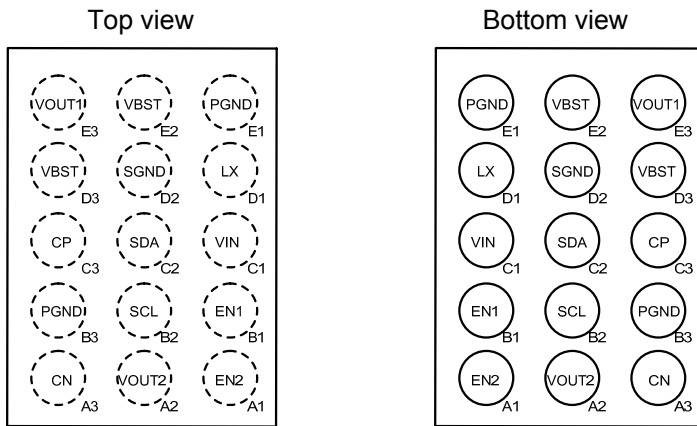 Top view
Bottom view
VOUT1 VBST PGND
E3 E2 E1
VBST SGND LX
D3 D2 D1
CP SDA VIN
C3 C2 C1
PGND SCL EN1
B3 B2 B1
CN VOUT2 EN2
A3 A2 A1
PGND VBST VOUT1
E1 E2 E3
LX SGND VBST
D1 D2 D3
VIN SDA CP
C1 C2 C3
EN1 SCL PGND
B1 B2 B3
EN2 VOUT2 CN
A1 A2 A3